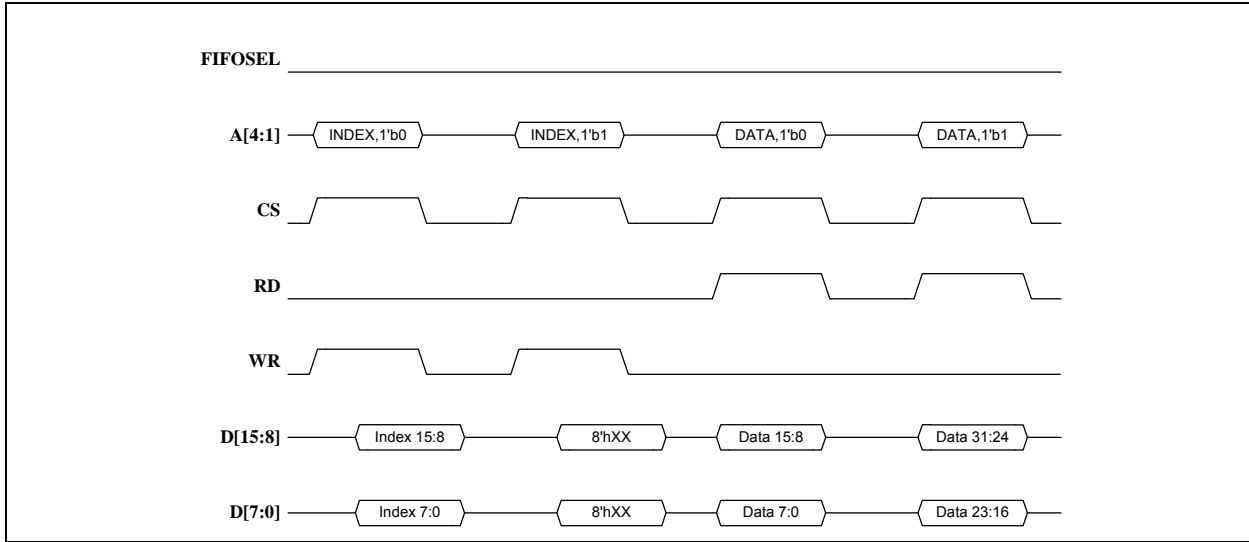 FIFOSEL
A[4:1] INDEX,1'b0 INDEX,1'b1 DATA,1'b0 DATA,1'b1
CS
RD
WR
D[15:8] Index 15:8 8'hXX Data 15:8 Data 31:24
D[7:0] Index 7:0 8'hXX Data 7:0 Data 23:16